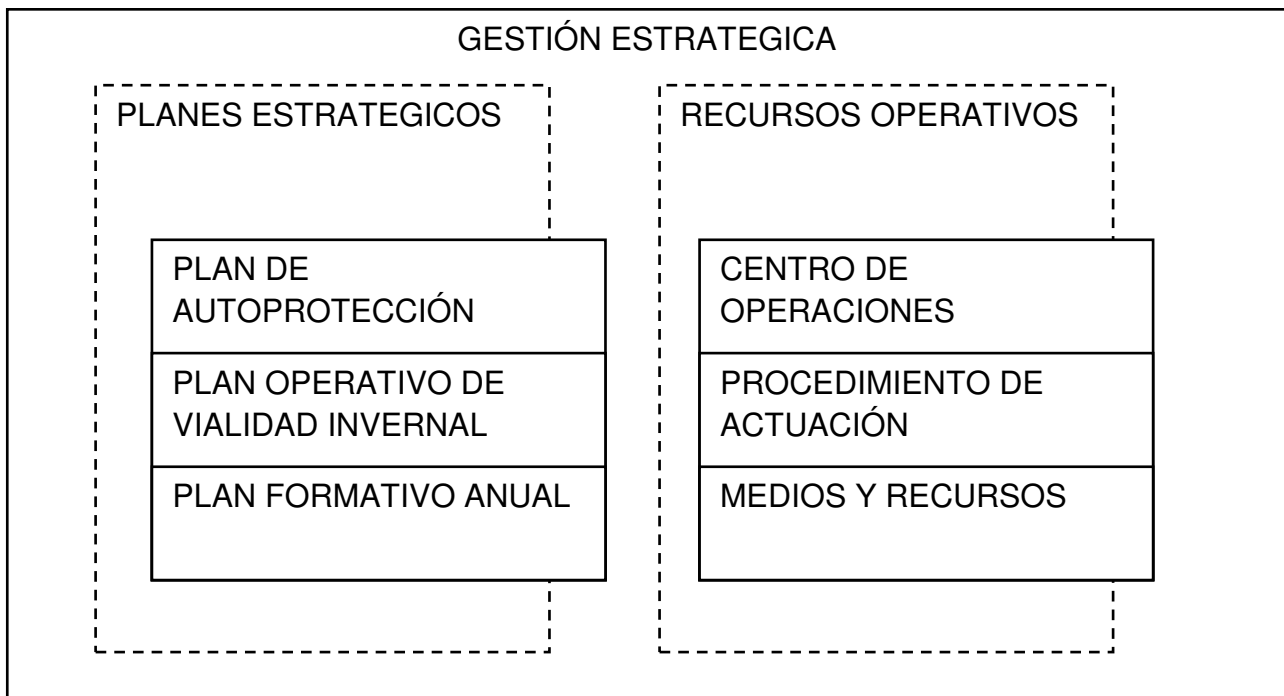 GESTIÓN ESTRATEGICA
PLANES ESTRATEGICOS
PLAN DE
AUTOPROTECCIÓN
PLAN OPERATIVO DE
VIALIDAD INVERNAL
PLAN FORMATIVO ANUAL
RECURSOS OPERATIVOS
CENTRO DE
OPERACIONES
PROCEDIMIENTO DE
ACTUACIÓN
MEDIOS Y RECURSOS